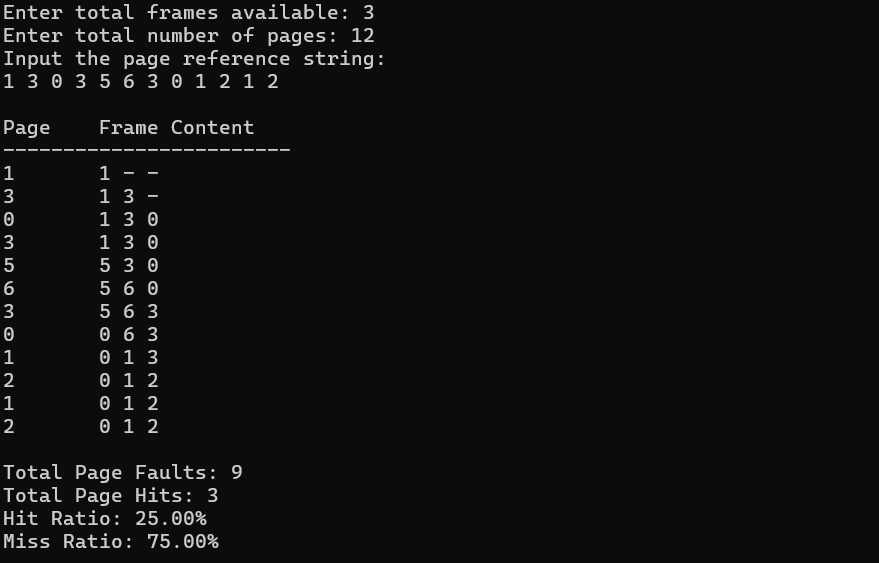 Enter total frames available: 3
Enter total number of pages: 12
Input the page reference string:
1 3 0 3 5 6 3 0 1 2 1 2
Page    Frame Content
------------------------
1       1 - -
3       1 3 -
0       1 3 0
3       1 3 0
5       5 3 0
6       5 6 0
3       5 6 3
0       0 6 3
1       0 1 3
2       0 1 2
1       0 1 2
2       0 1 2
Total Page Faults: 9
Total Page Hits: 3
Hit Ratio: 25.00%
Miss Ratio: 75.00%